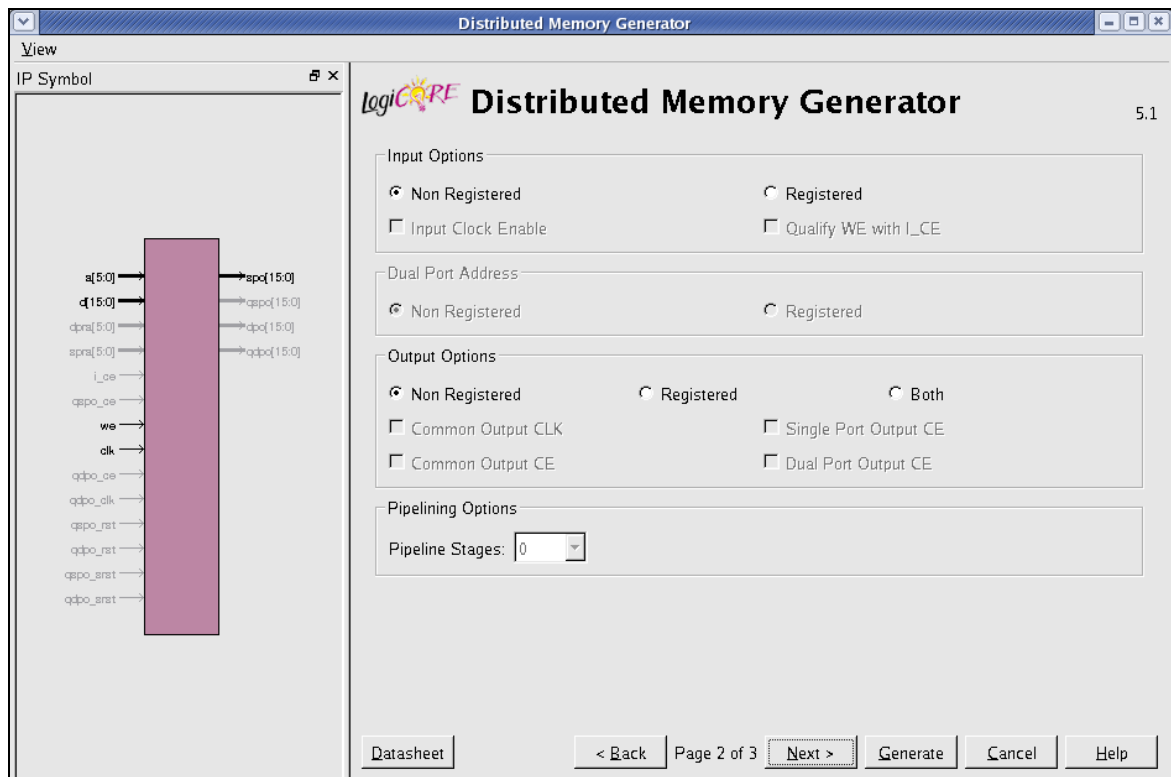 Distributed Memory Generator
View
IP Symbol
a[5:0]
d[15:0]
dpra[5:0]
spra[5:0]
i_ce
qspo_ce
we
clk
qdpo_ce
qdpo_clk
qspo_rst
qdpo_rst
qspo_srst
qdpo_srst
spo[15:0]
qspo[15:0]
dpo[15:0]
qdpo[15:0]
LogiCORE Distributed Memory Generator 5.1
Input Options
Non Registered Registered
Input Clock Enable Qualify WE with I_CE
Dual Port Address
Non Registered Registered
Output Options
Non Registered Registered Both
Common Output CLK Single Port Output CE
Common Output CE Dual Port Output CE
Pipelining Options
Pipeline Stages: 0
Datasheet < Back Page 2 of 3 Next > Generate Cancel Help